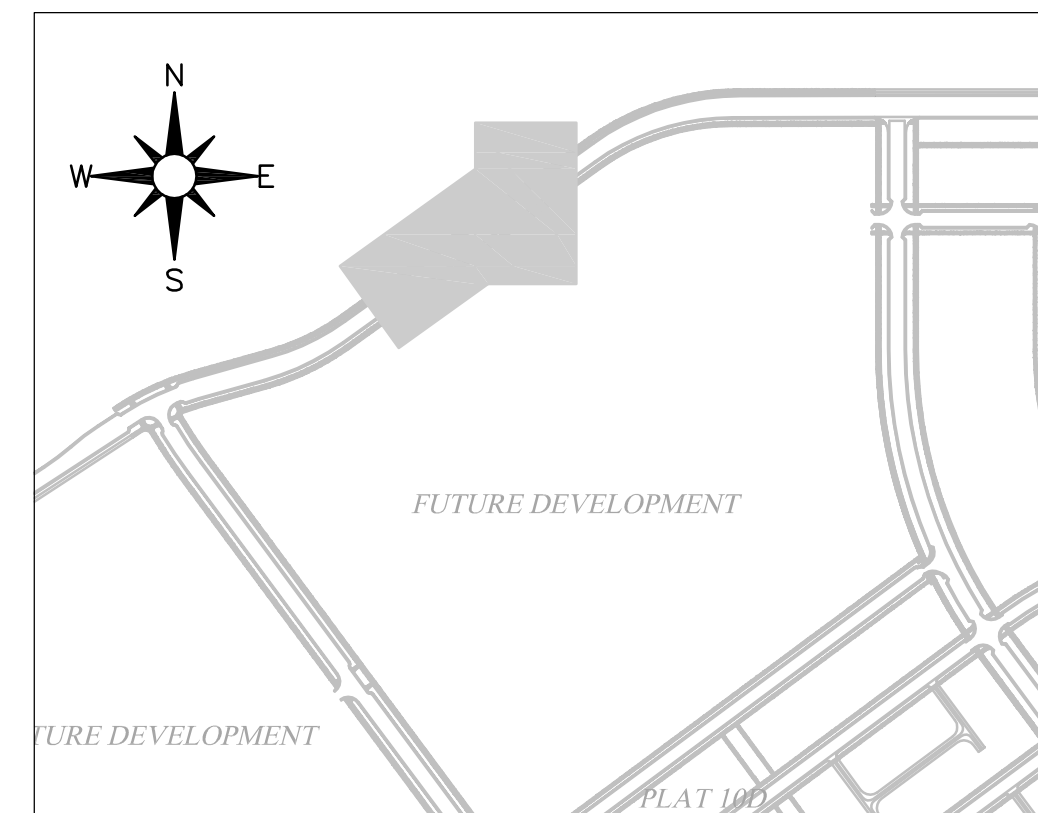 N
W E
S
FUTURE DEVELOPMENT
TURE DEVELOPMENT
PLAT 10D